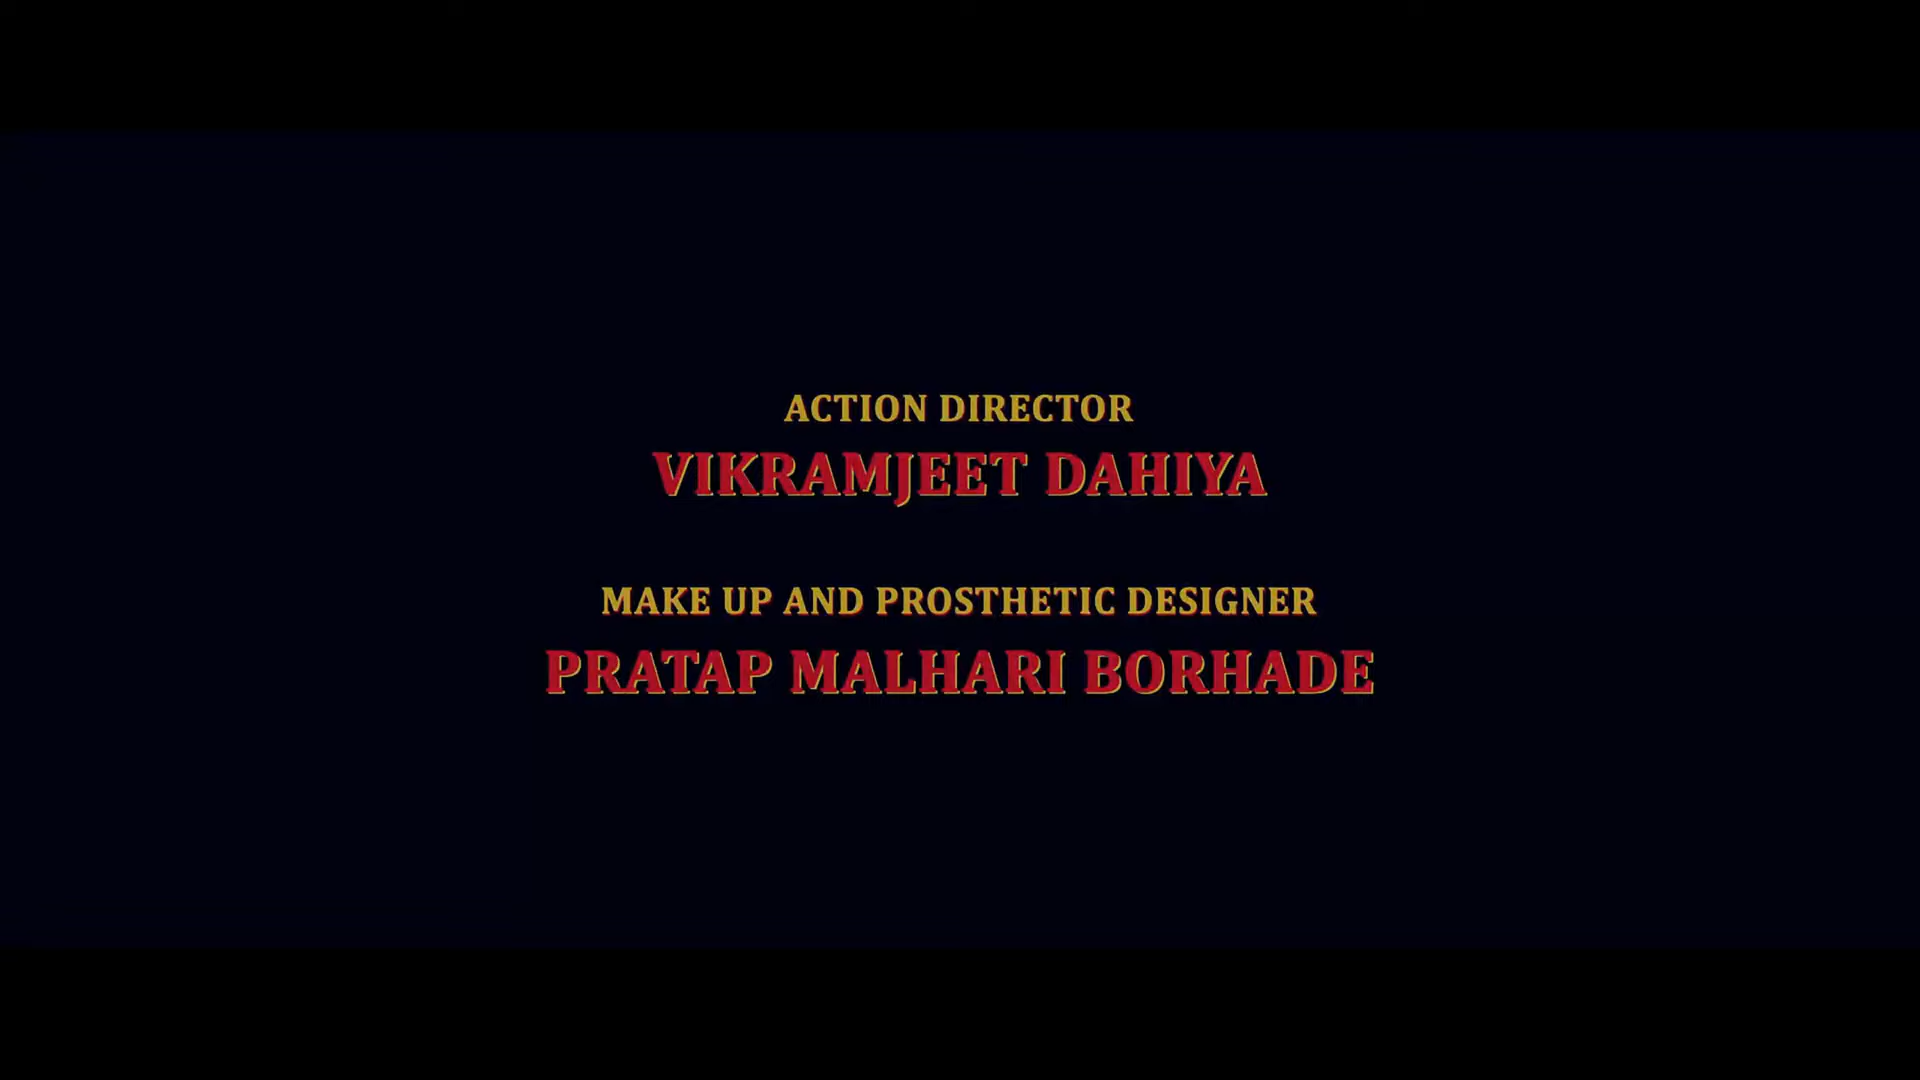 ACTION DIRECTOR
VIKRAMJEET DAHIYA
MAKE UP AND PROSTHETIC DESIGNER
PRATAP MALHARI BORHADE